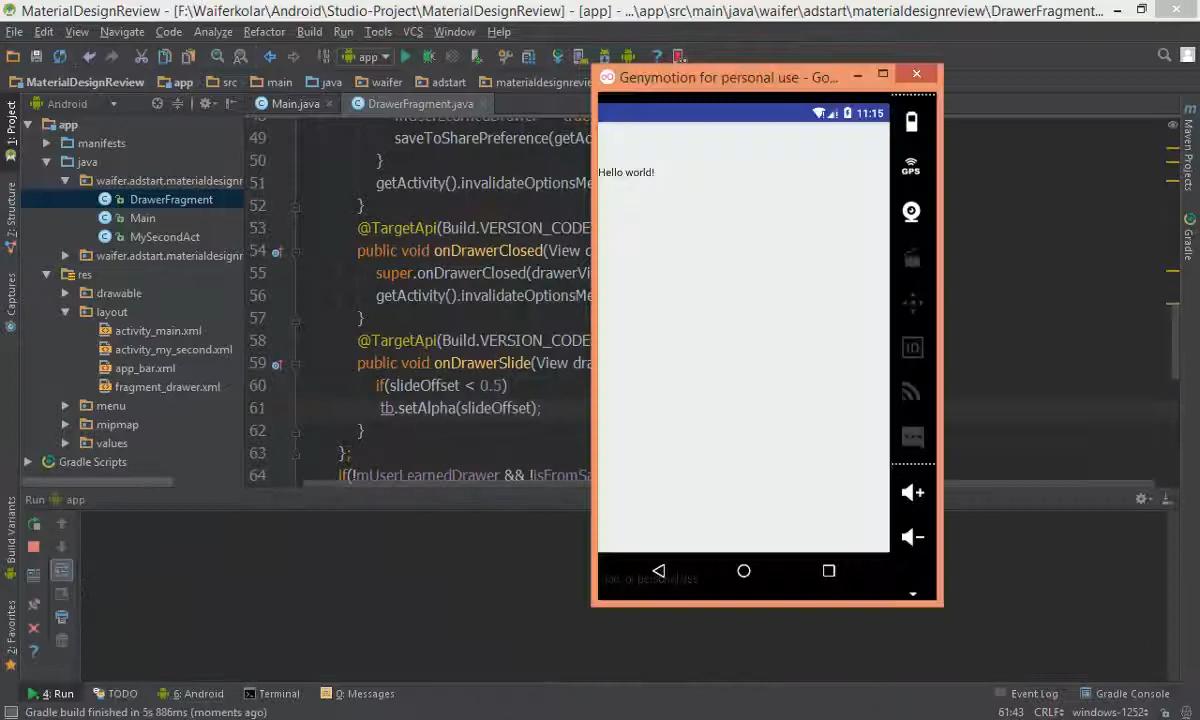 MaterialDesignReview - [F:\Waiferkolar\Android\Studio-Project\MaterialDesignReview] - [app] - ...\app\src\main\java\waifer\adstart\materialdesignreview\DrawerFragment...
File Edit View Navigate Code Analyze Refactor Build Run Tools VCS Window Help
app
MaterialDesignReview app src main java waifer adstart materialdesignreview
Genymotion for personal use - Go...
Android Main.java DrawerFragment.java
1: Project
Z: Structure
Captures
Build Variants
2: Favorites
app
manifests
java
waifer.adstart.materialdesignr
DrawerFragment
Main
MySecondAct
waifer.adstart.materialdesignr
res
drawable
layout
activity_main.xml
activity_my_second.xml
app_bar.xml
fragment_drawer.xml
menu
mipmap
values
Gradle Scripts
49 saveToSharePreference(getAc
50 }
51 getActivity().invalidateOptionsMe
52 }
53 @TargetApi(Build.VERSION_CODE
54 public void onDrawerClosed(View d
55 super.onDrawerClosed(drawerVi
56 getActivity().invalidateOptionsMe
57 }
58 @TargetApi(Build.VERSION_CODE
59 public void onDrawerSlide(View dra
60 if(slideOffset < 0.5)
61 tb.setAlpha(slideOffset);
62 }
63 };
64 if(!mUserLearnedDrawer && !isFromSa
11:15
Hello world!
GPS
ID
Maven Projects
Gradle
Run app
4: Run TODO 6: Android Terminal 0: Messages Event Log Gradle Console
Gradle build finished in 5s 886ms (moments ago) 61:43 CRLF windows-1252